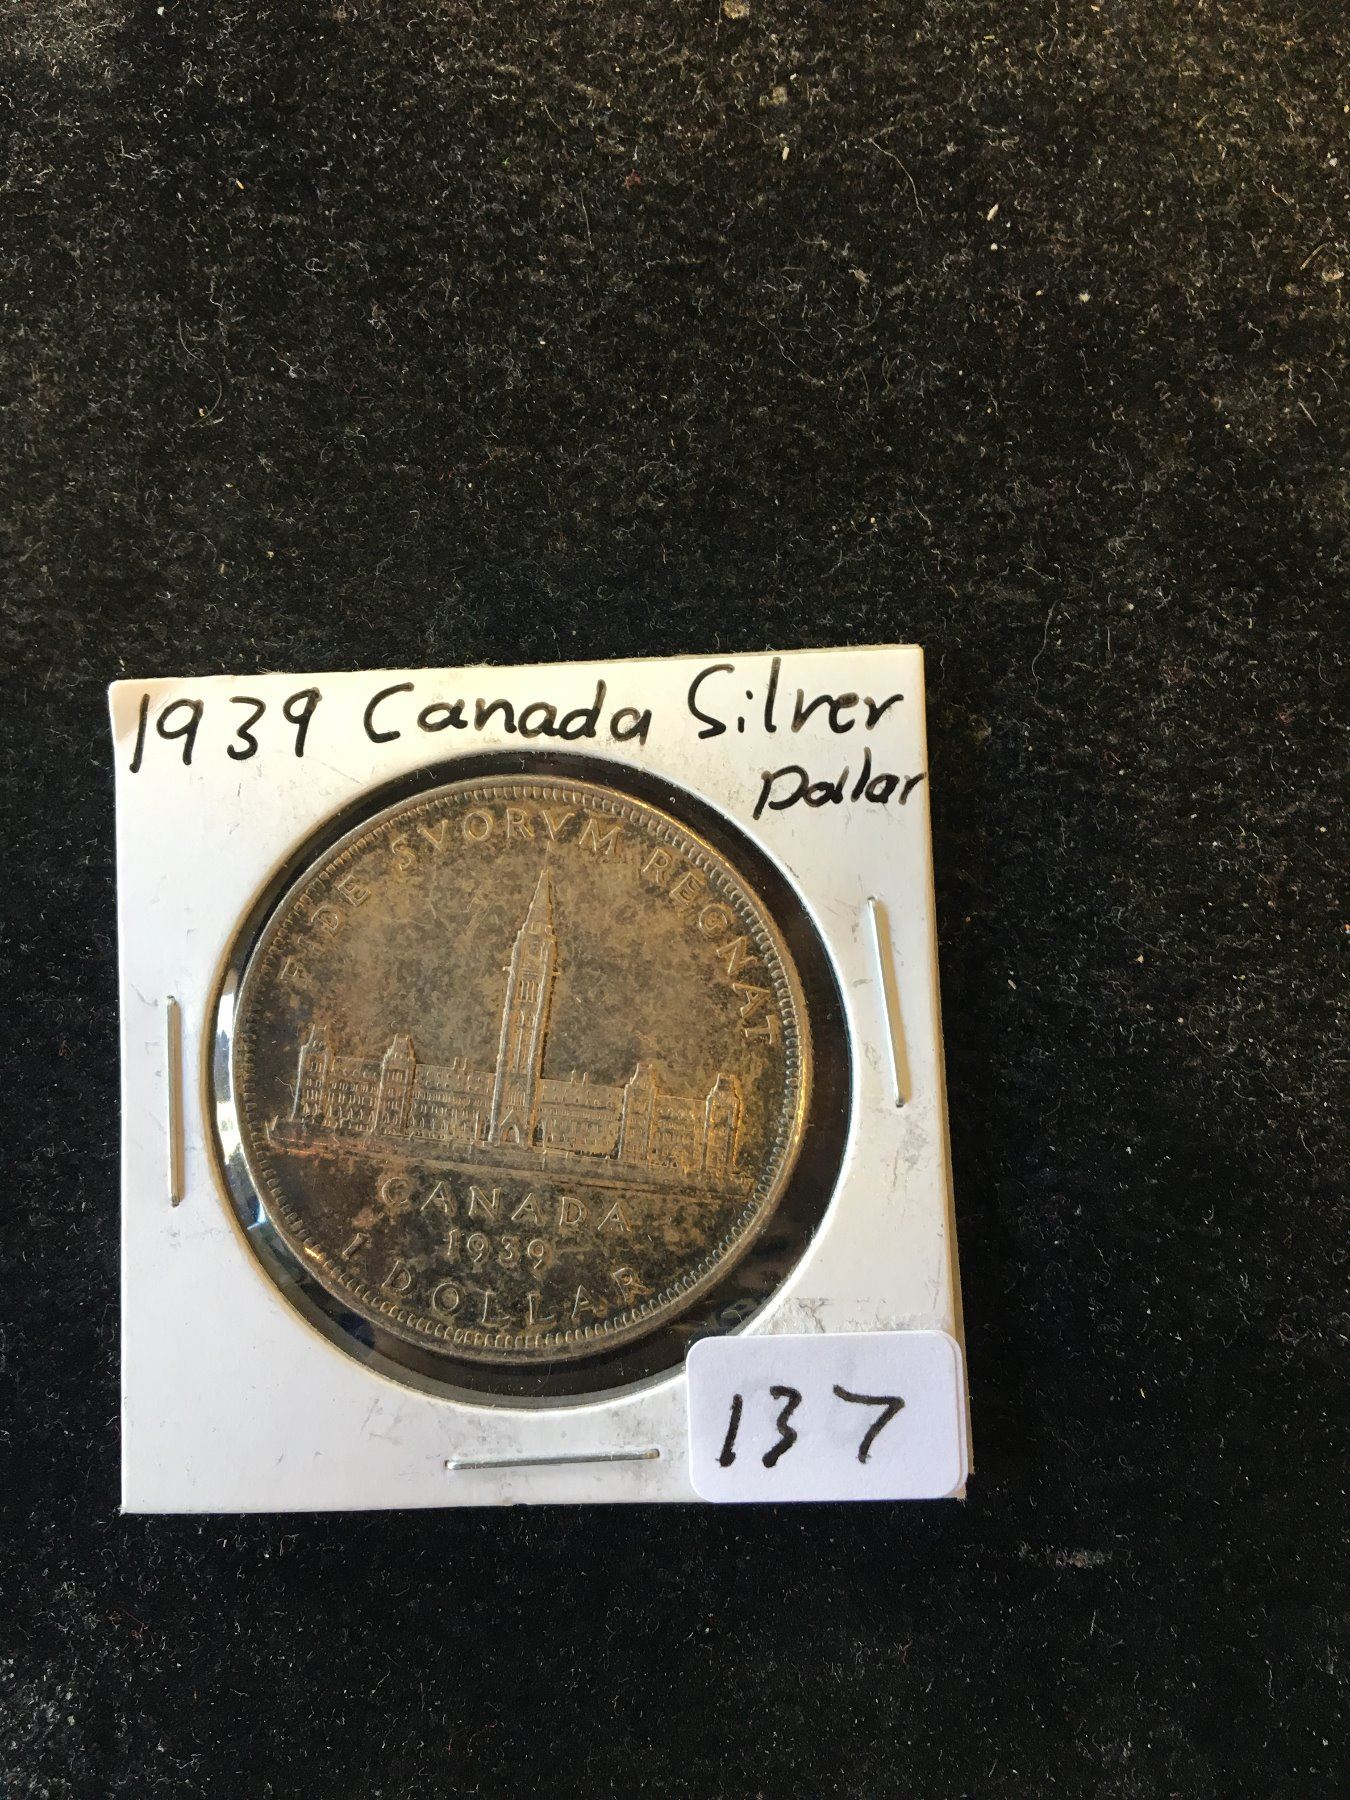 1939 Canada Silver
Dollar
FIDE SVORVM REGNAT
CANADA
1939
1 DOLLAR
137